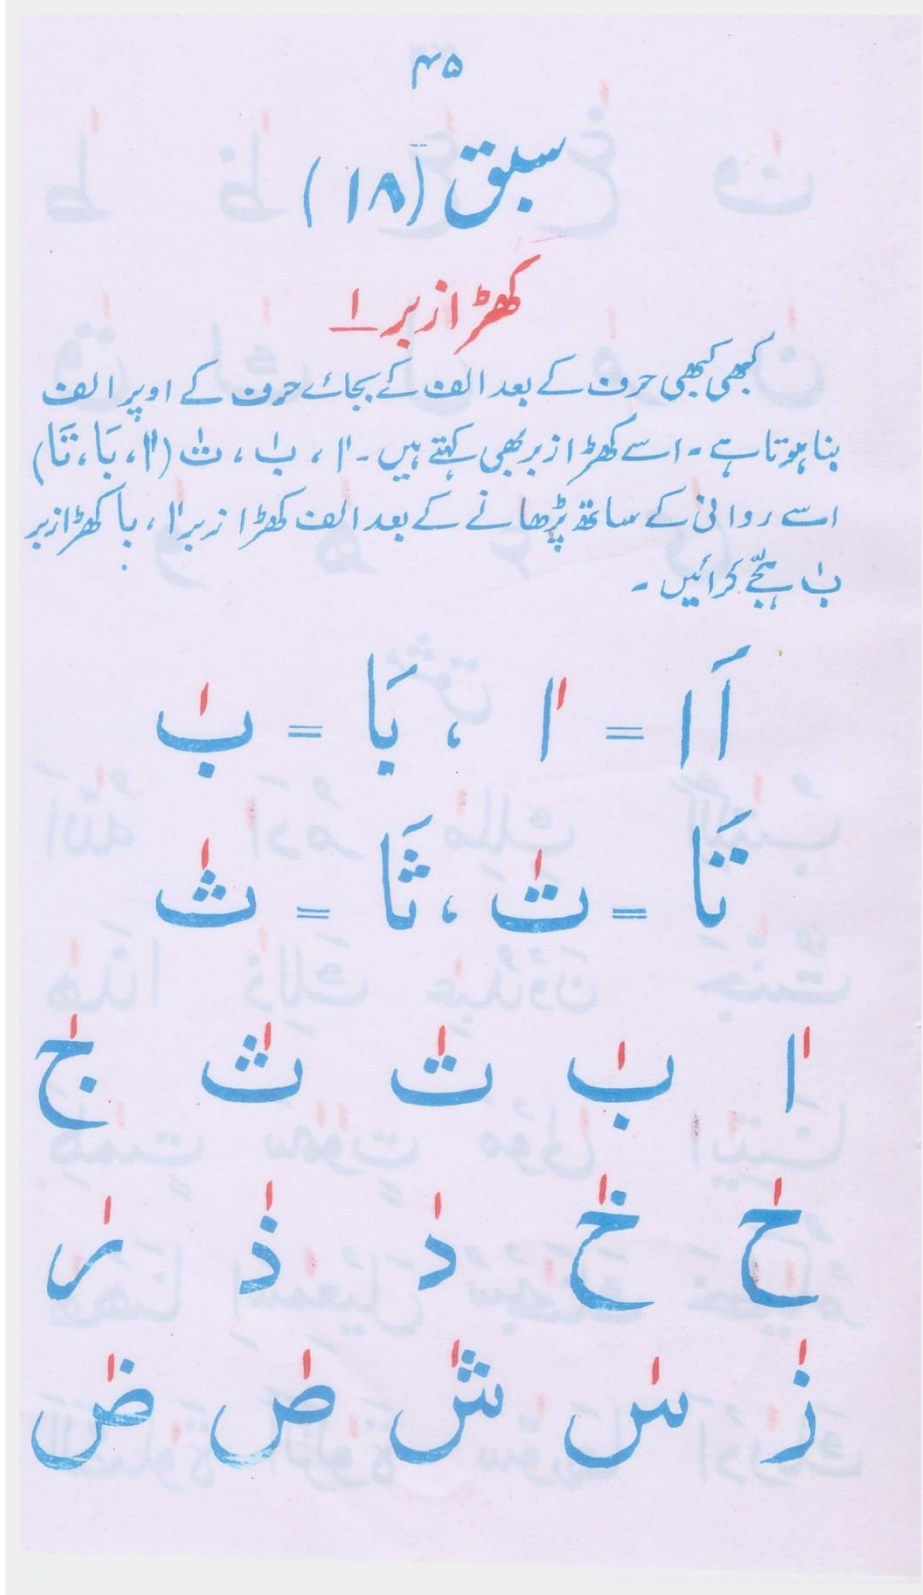 ۴۵
سبق (۱۸)
کھڑا زبر ـٰ
کبھی کبھی حرف کے بعد الف کے بجائے حرف کے اوپر الف
بنا ہوتا ہے۔ اسے کھڑا زبر بھی کہتے ہیں۔ اٰ ، بٰ ، تٰ (اٰ، بَا، تَا)
اسے روانی کے ساتھ پڑھانے کے بعد الف کھڑا زبر اٰ ، با کھڑا زبر
بٰ ہجّے کرائیں ۔
اَا = اٰ ، بَا = بٰ
تَا = تٰ ، ثَا = ثٰ
اٰ بٰ تٰ ثٰ جٰ
حٰ خٰ دٰ ذٰ رٰ
زٰ سٰ شٰ صٰ ضٰ